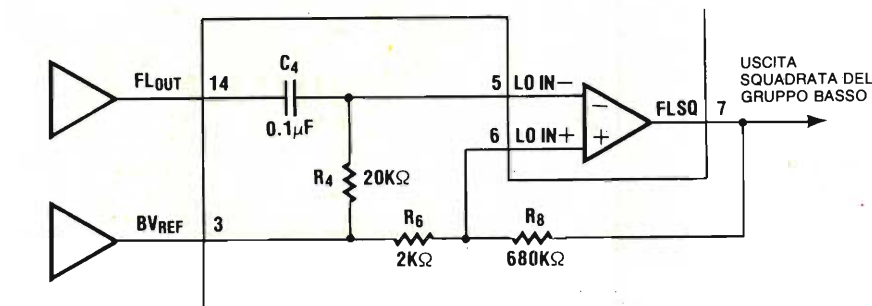 FLOUT 14
C4
0.1µF
5 LO IN−
6 LO IN+
−
+
FLSQ 7
USCITA
SQUADRATA DEL
GRUPPO BASSO
R4 20KΩ
BVREF 3
R6
2KΩ
R8
680KΩ